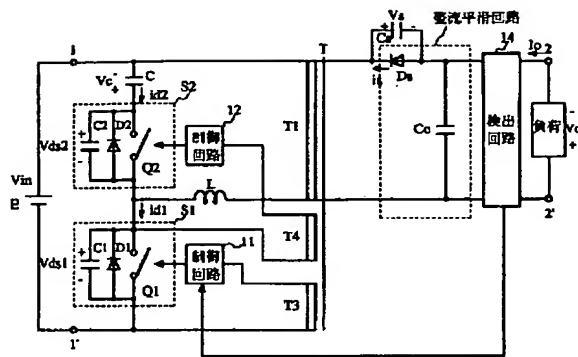 整流平滑回路
Vs
+ -
Cs
14
1
T
Io
2
Vc
-
+
C
id2
S2
is
Ds
12
C2
D2
Vds2
+
-
Q2
制御
回路
T1
Co
検出
回路
負荷
Vo
+
Vin
E
L
id1
S1
2'
11
T4
C1
D1
Vds1
+
-
Q1
制御
回路
T3
1'